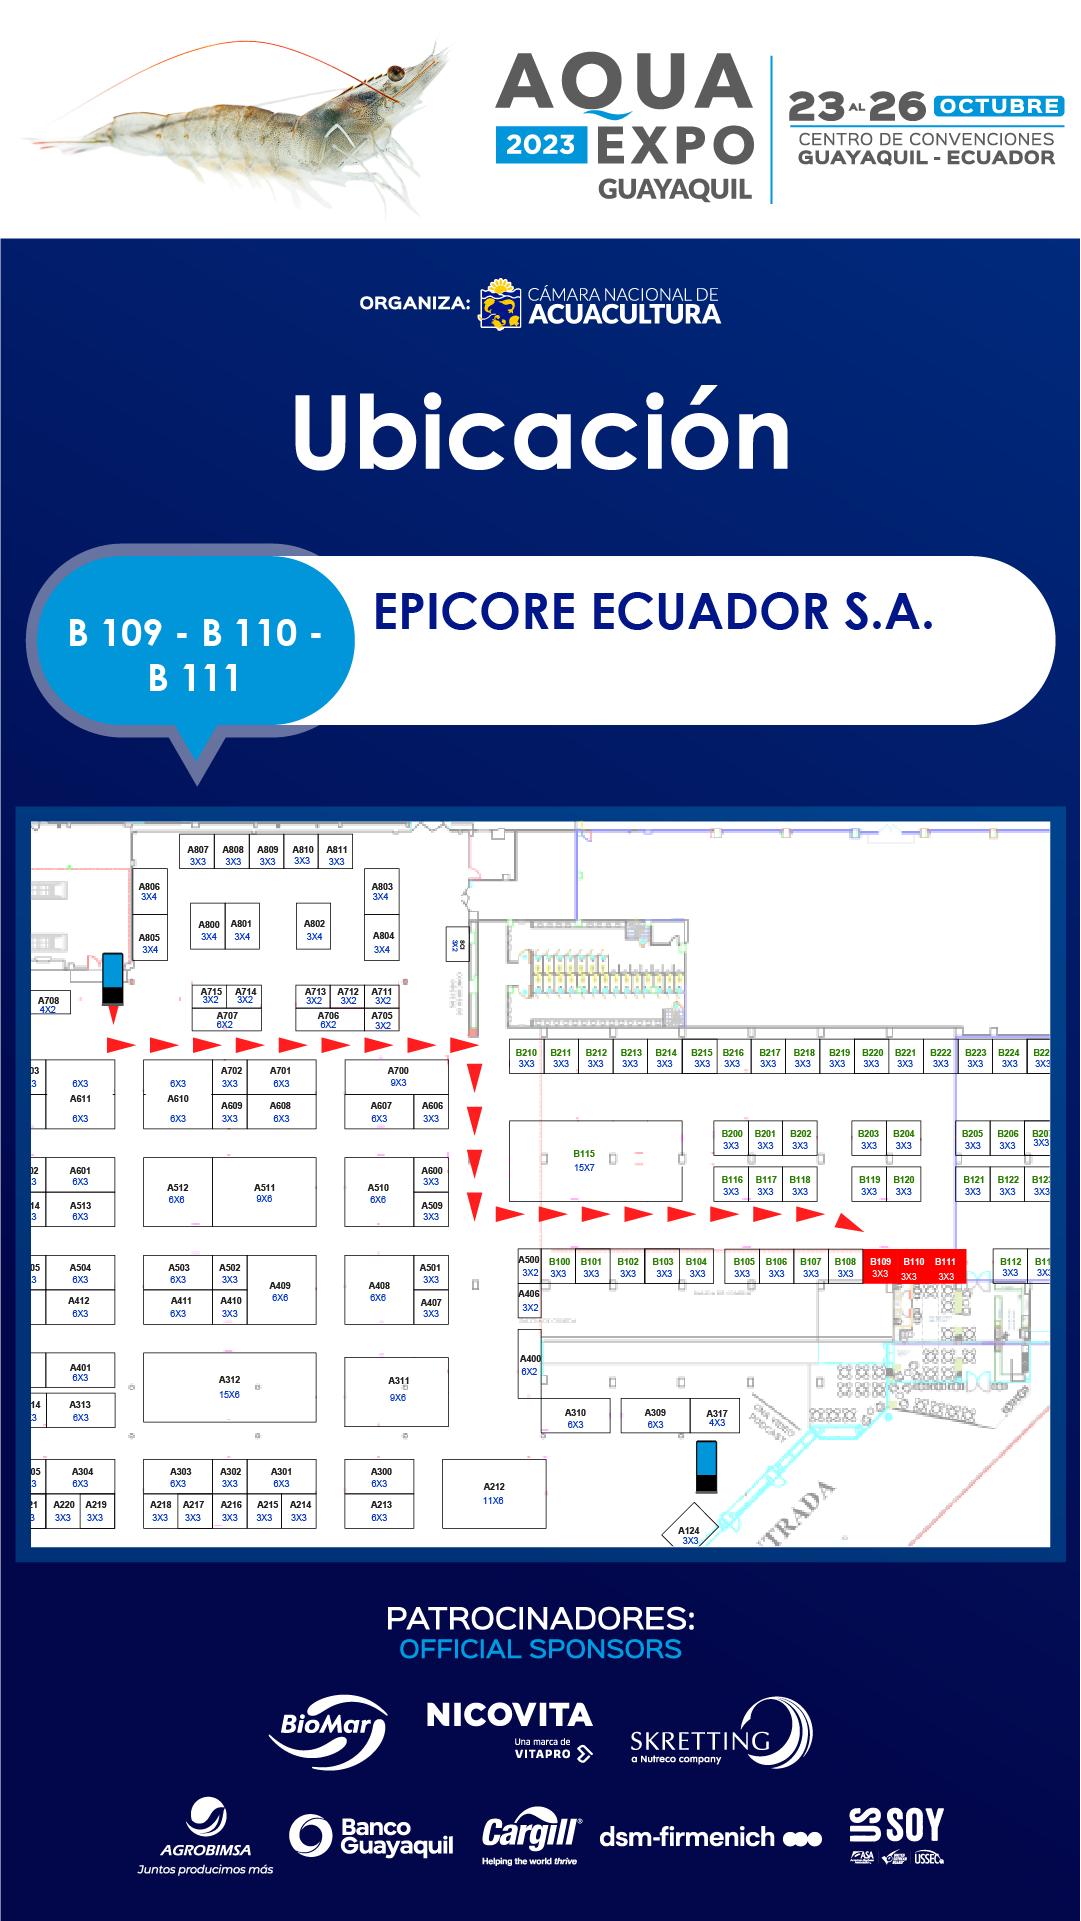 AQUA
2023 EXPO
GUAYAQUIL
23 AL 26 OCTUBRE
CENTRO DE CONVENCIONES
GUAYAQUIL - ECUADOR
ORGANIZA:
CÁMARA NACIONAL DE
ACUACULTURA
Ubicación
B 109 - B 110 -
B 111
EPICORE ECUADOR S.A.
A807 A808 A809 A810 A811
3X3 3X3 3X3 3X3 3X3
A806
3X4
A803
3X4
A805
3X4
A800 A801
3X4 3X4
A802
3X4
A804
3X4
A708
4X2
A715 A714
3X2 3X2
A707
6X2
A713 A712 A711
3X2 3X2 3X2
A706 A705
6X2 3X2
6X3
A611
6X3
6X3
A610
6X3
A702 A701
3X3 6X3
A609 A608
3X3 6X3
A700
9X3
A607 A606
6X3 3X3
A601
6X3
A513
6X3
A512
6X6
A511
9X6
A510
6X6
A600
3X3
A509
3X3
A504
6X3
A412
6X3
A503 A502
6X3 3X3
A411 A410
6X3 3X3
A409
6X6
A408
6X6
A501
3X3
A407
3X3
A401
6X3
A313
6X3
A312
15X6
A311
9X6
A304
6X3
A220 A219
3X3 3X3
A303 A302 A301
6X3 3X3 6X3
A218 A217 A216 A215 A214
3X3 3X3 3X3 3X3 3X3
A300
6X3
A213
6X3
A212
11X6
B210 B211 B212 B213 B214 B215 B216 B217 B218 B219 B220 B221 B222 B223 B224
3X3 3X3 3X3 3X3 3X3 3X3 3X3 3X3 3X3 3X3 3X3 3X3 3X3 3X3 3X3
B115
15X7
B200 B201 B202
3X3 3X3 3X3
B203 B204
3X3 3X3
B205 B206 B207
3X3 3X3 3X3
B116 B117 B118
3X3 3X3 3X3
B119 B120
3X3 3X3
B121 B122 B123
3X3 3X3 3X3
A500
3X2
A406
3X2
A400
6X2
B100 B101 B102 B103 B104
3X3 3X3 3X3 3X3 3X3
B105 B106 B107 B108
3X3 3X3 3X3 3X3
B109 B110 B111
3X3 3X3 3X3
B112
3X3
A310
6X3
A309
6X3
A317
4X3
A124
3X3
PATROCINADORES:
OFFICIAL SPONSORS
BioMar
NICOVITA
Una marca de
VITAPRO
SKRETTING
a Nutreco company
AGROBIMSA
Juntos producimos más
Banco
Guayaquil
Cargill®
Helping the world thrive
dsm-firmenich
US SOY
ASA
USSEC